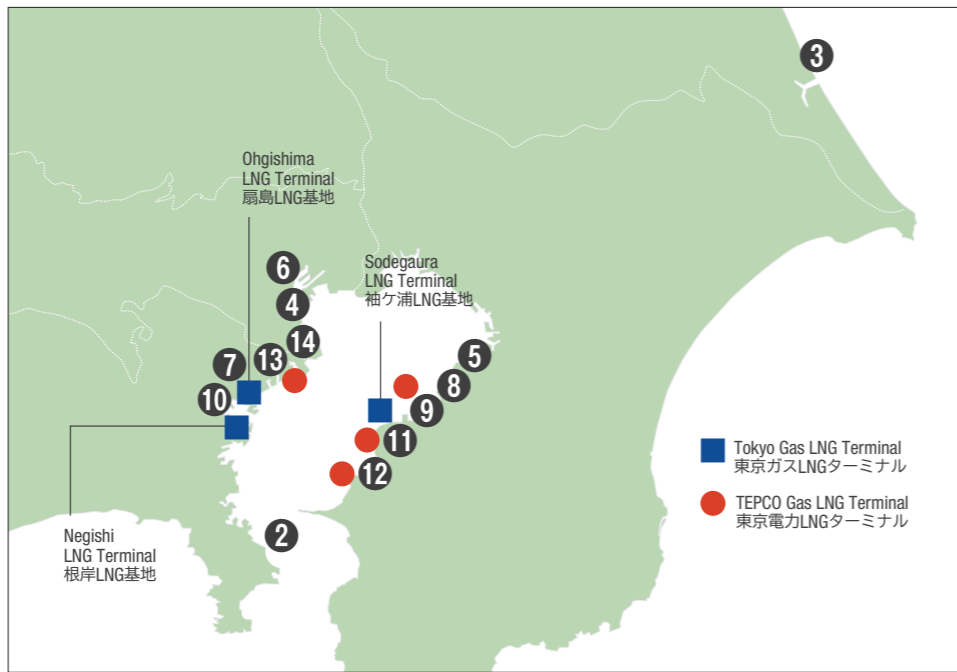 3
Ohgishima
LNG Terminal
扇島LNG基地
6
Sodegaura
LNG Terminal
袖ケ浦LNG基地
4
14
13
7
5
10
8
9
11
12
Tokyo Gas LNG Terminal
東京ガスLNGターミナル
TEPCO Gas LNG Terminal
東京電力LNGターミナル
Negishi
LNG Terminal
根岸LNG基地
2